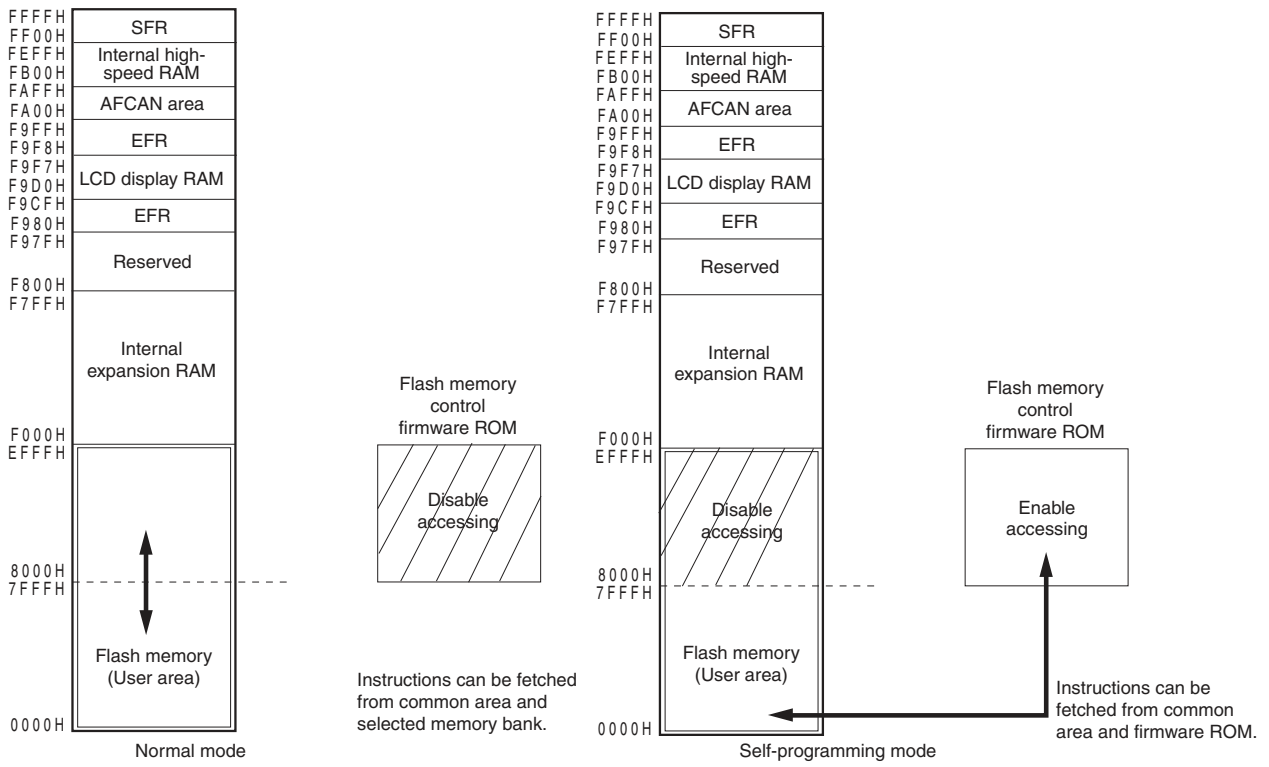 FFFFH
SFR
FF00H
FEFFH
Internal high-
speed RAM
FB00H
FAFFH
AFCAN area
FA00H
F9FFH
EFR
F9F8H
F9F7H
LCD display RAM
F9D0H
F9CFH
EFR
F980H
F97FH
Reserved
F800H
F7FFH
Internal
expansion RAM
F000H
EFFFH
8000H
7FFFH
Flash memory
(User area)
0000H
Normal mode
Flash memory
control
firmware ROM
Disable
accessing
Instructions can be fetched
from common area and
selected memory bank.
FFFFH
SFR
FF00H
FEFFH
Internal high-
speed RAM
FB00H
FAFFH
AFCAN area
FA00H
F9FFH
EFR
F9F8H
F9F7H
LCD display RAM
F9D0H
F9CFH
EFR
F980H
F97FH
Reserved
F800H
F7FFH
Internal
expansion RAM
F000H
EFFFH
Disable
accessing
8000H
7FFFH
Flash memory
(User area)
0000H
Self-programming mode
Flash memory
control
firmware ROM
Enable
accessing
Instructions can be
fetched from common
area and firmware ROM.